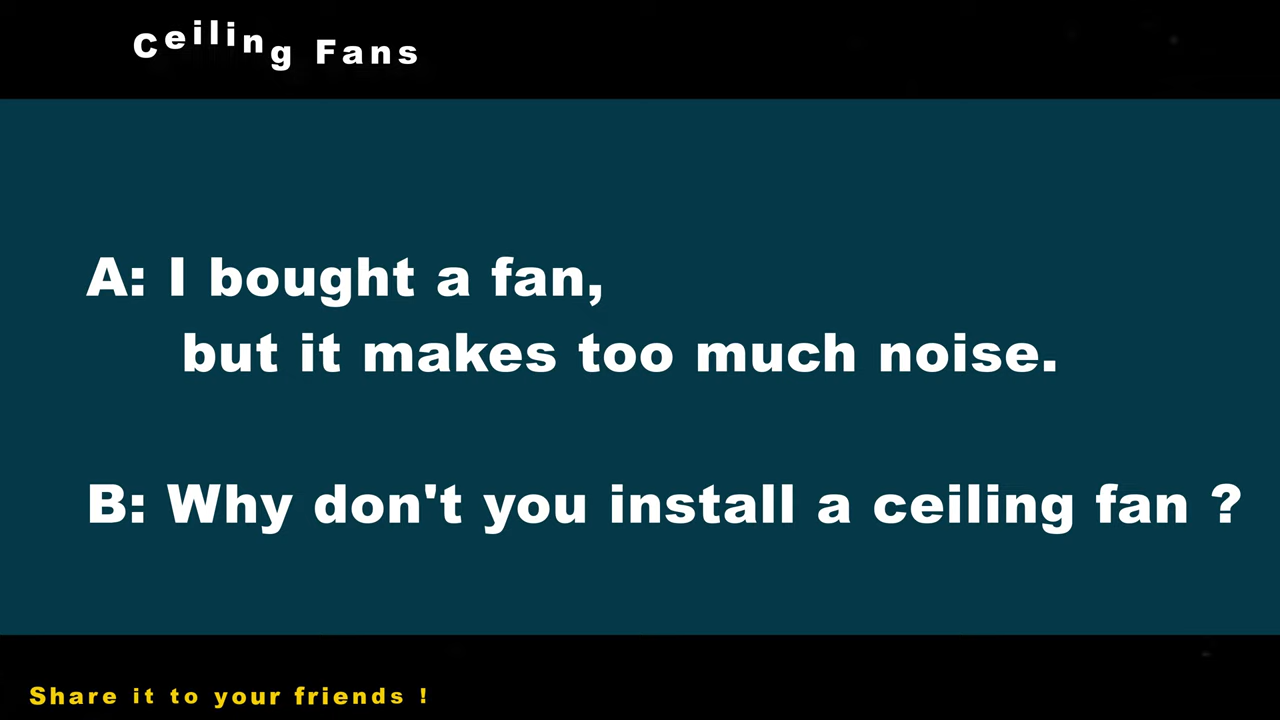 Ceiling Fans
A: I bought a fan,
but it makes too much noise.
B: Why don't you install a ceiling fan ?
Share it to your friends !